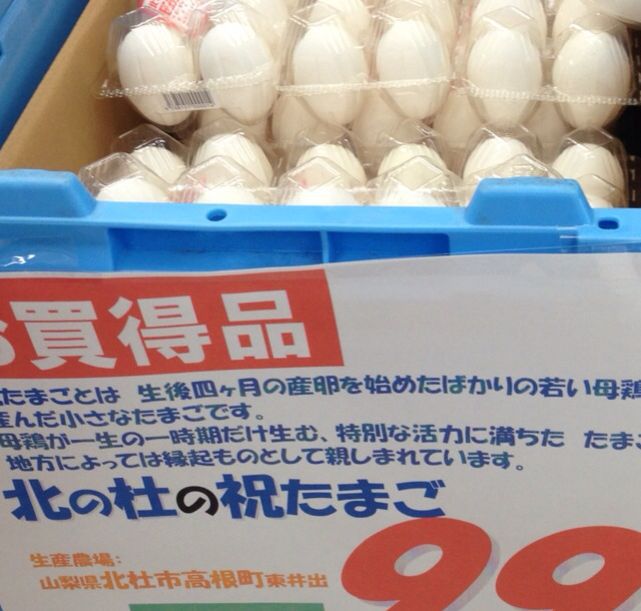 お買得品
たまごとは 生後四ヶ月の産卵を始めたばかりの若い母鶏
産んだ小さなたまごです。
母鶏が一生の一時期だけ生む、特別な活力に満ちた たまご
地方によっては縁起ものとして親しまれています。
北の杜の祝たまご
生産農場:
山梨県北杜市高根町東井出
99